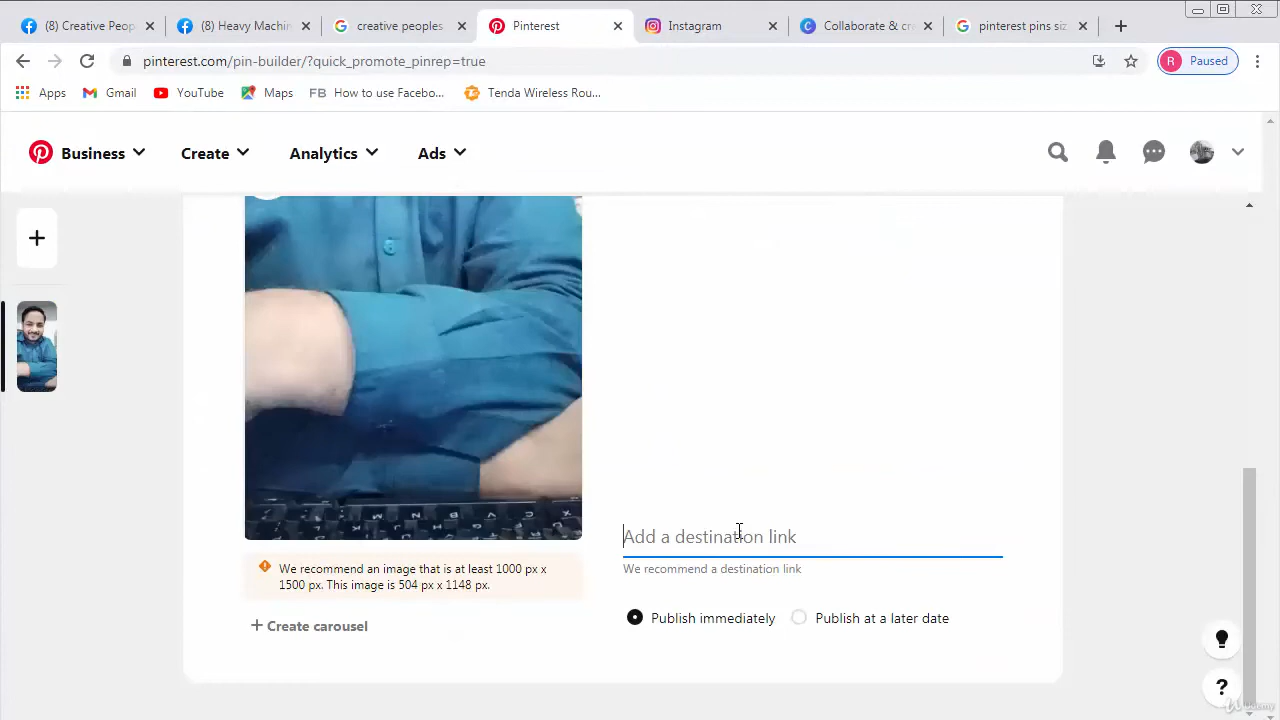 (8) Creative Peop
(8) Heavy Machin
creative peoples
Pinterest
Instagram
Collaborate & cr
pinterest pins siz
pinterest.com/pin-builder/?quick_promote_pinrep=true
R
Paused
Apps
Gmail
YouTube
Maps
FB How to use Facebo...
Tenda Wireless Rou...
Business
Create
Analytics
Ads
Add a destination link
We recommend a destination link
We recommend an image that is at least 1000 px x
1500 px. This image is 504 px x 1148 px.
Create carousel
Publish immediately
Publish at a later date
?
Udemy